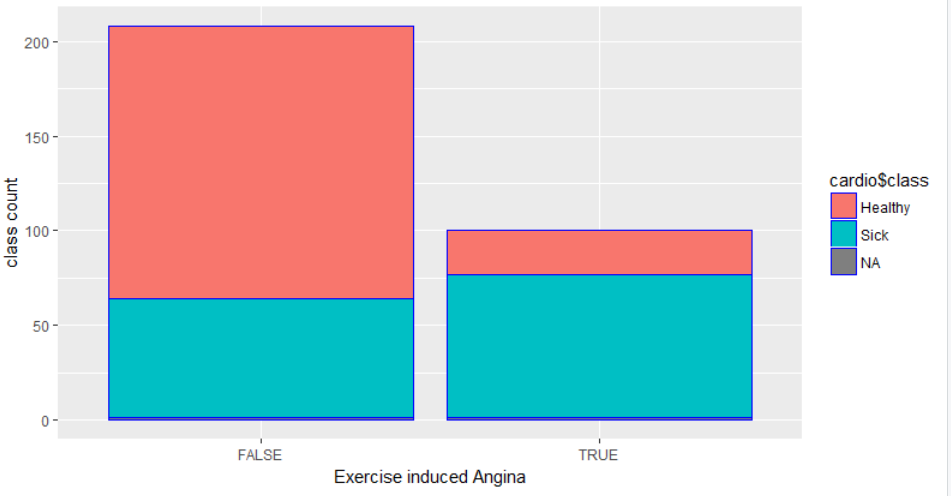 200
150
100
50
0
class count
FALSE
TRUE
Exercise induced Angina
cardio$class
Healthy
Sick
NA